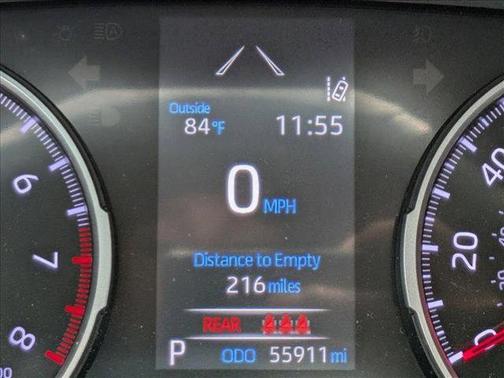 Outside
84°F 11:55
0 MPH
Distance to Empty
216 miles
REAR
P ODO 55911 mi
6
7
8
40
20
0